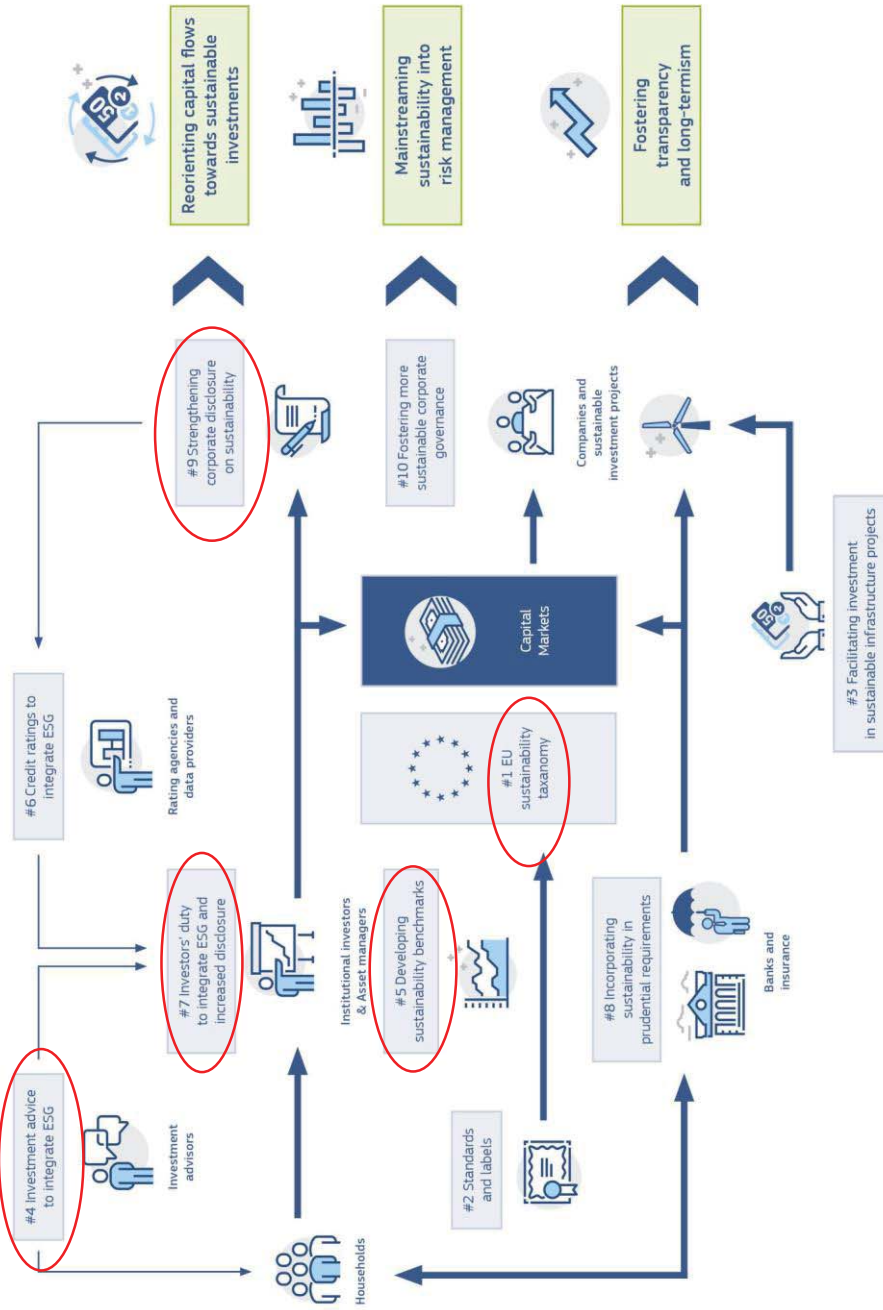 #4 Investment advice
to integrate ESG
Investment
advisors
#6 Credit ratings to
integrate ESG
Rating agencies and
data providers
50
2
Households
#7 Investors' duty
to integrate ESG and
increased disclosure
Institutional investors
& Asset managers
#9 Strengthening
corporate disclosure
on sustainability
Reorienting capital flows
towards sustainable
investments
#5 Developing
sustainability benchmarks
#2 Standards
and labels
#1 EU
sustainability
taxanomy
Capital
Markets
#10 Fostering more
sustainable corporate
governance
Companies and
sustainable
investment projects
Mainstreaming
sustainability into
risk management
#8 Incorporating
sustainability in
prudential requirements
Banks and
insurance
Fostering
transparency
and long-termism
50
2
#3 Facilitating investment
in sustainable infrastructure projects